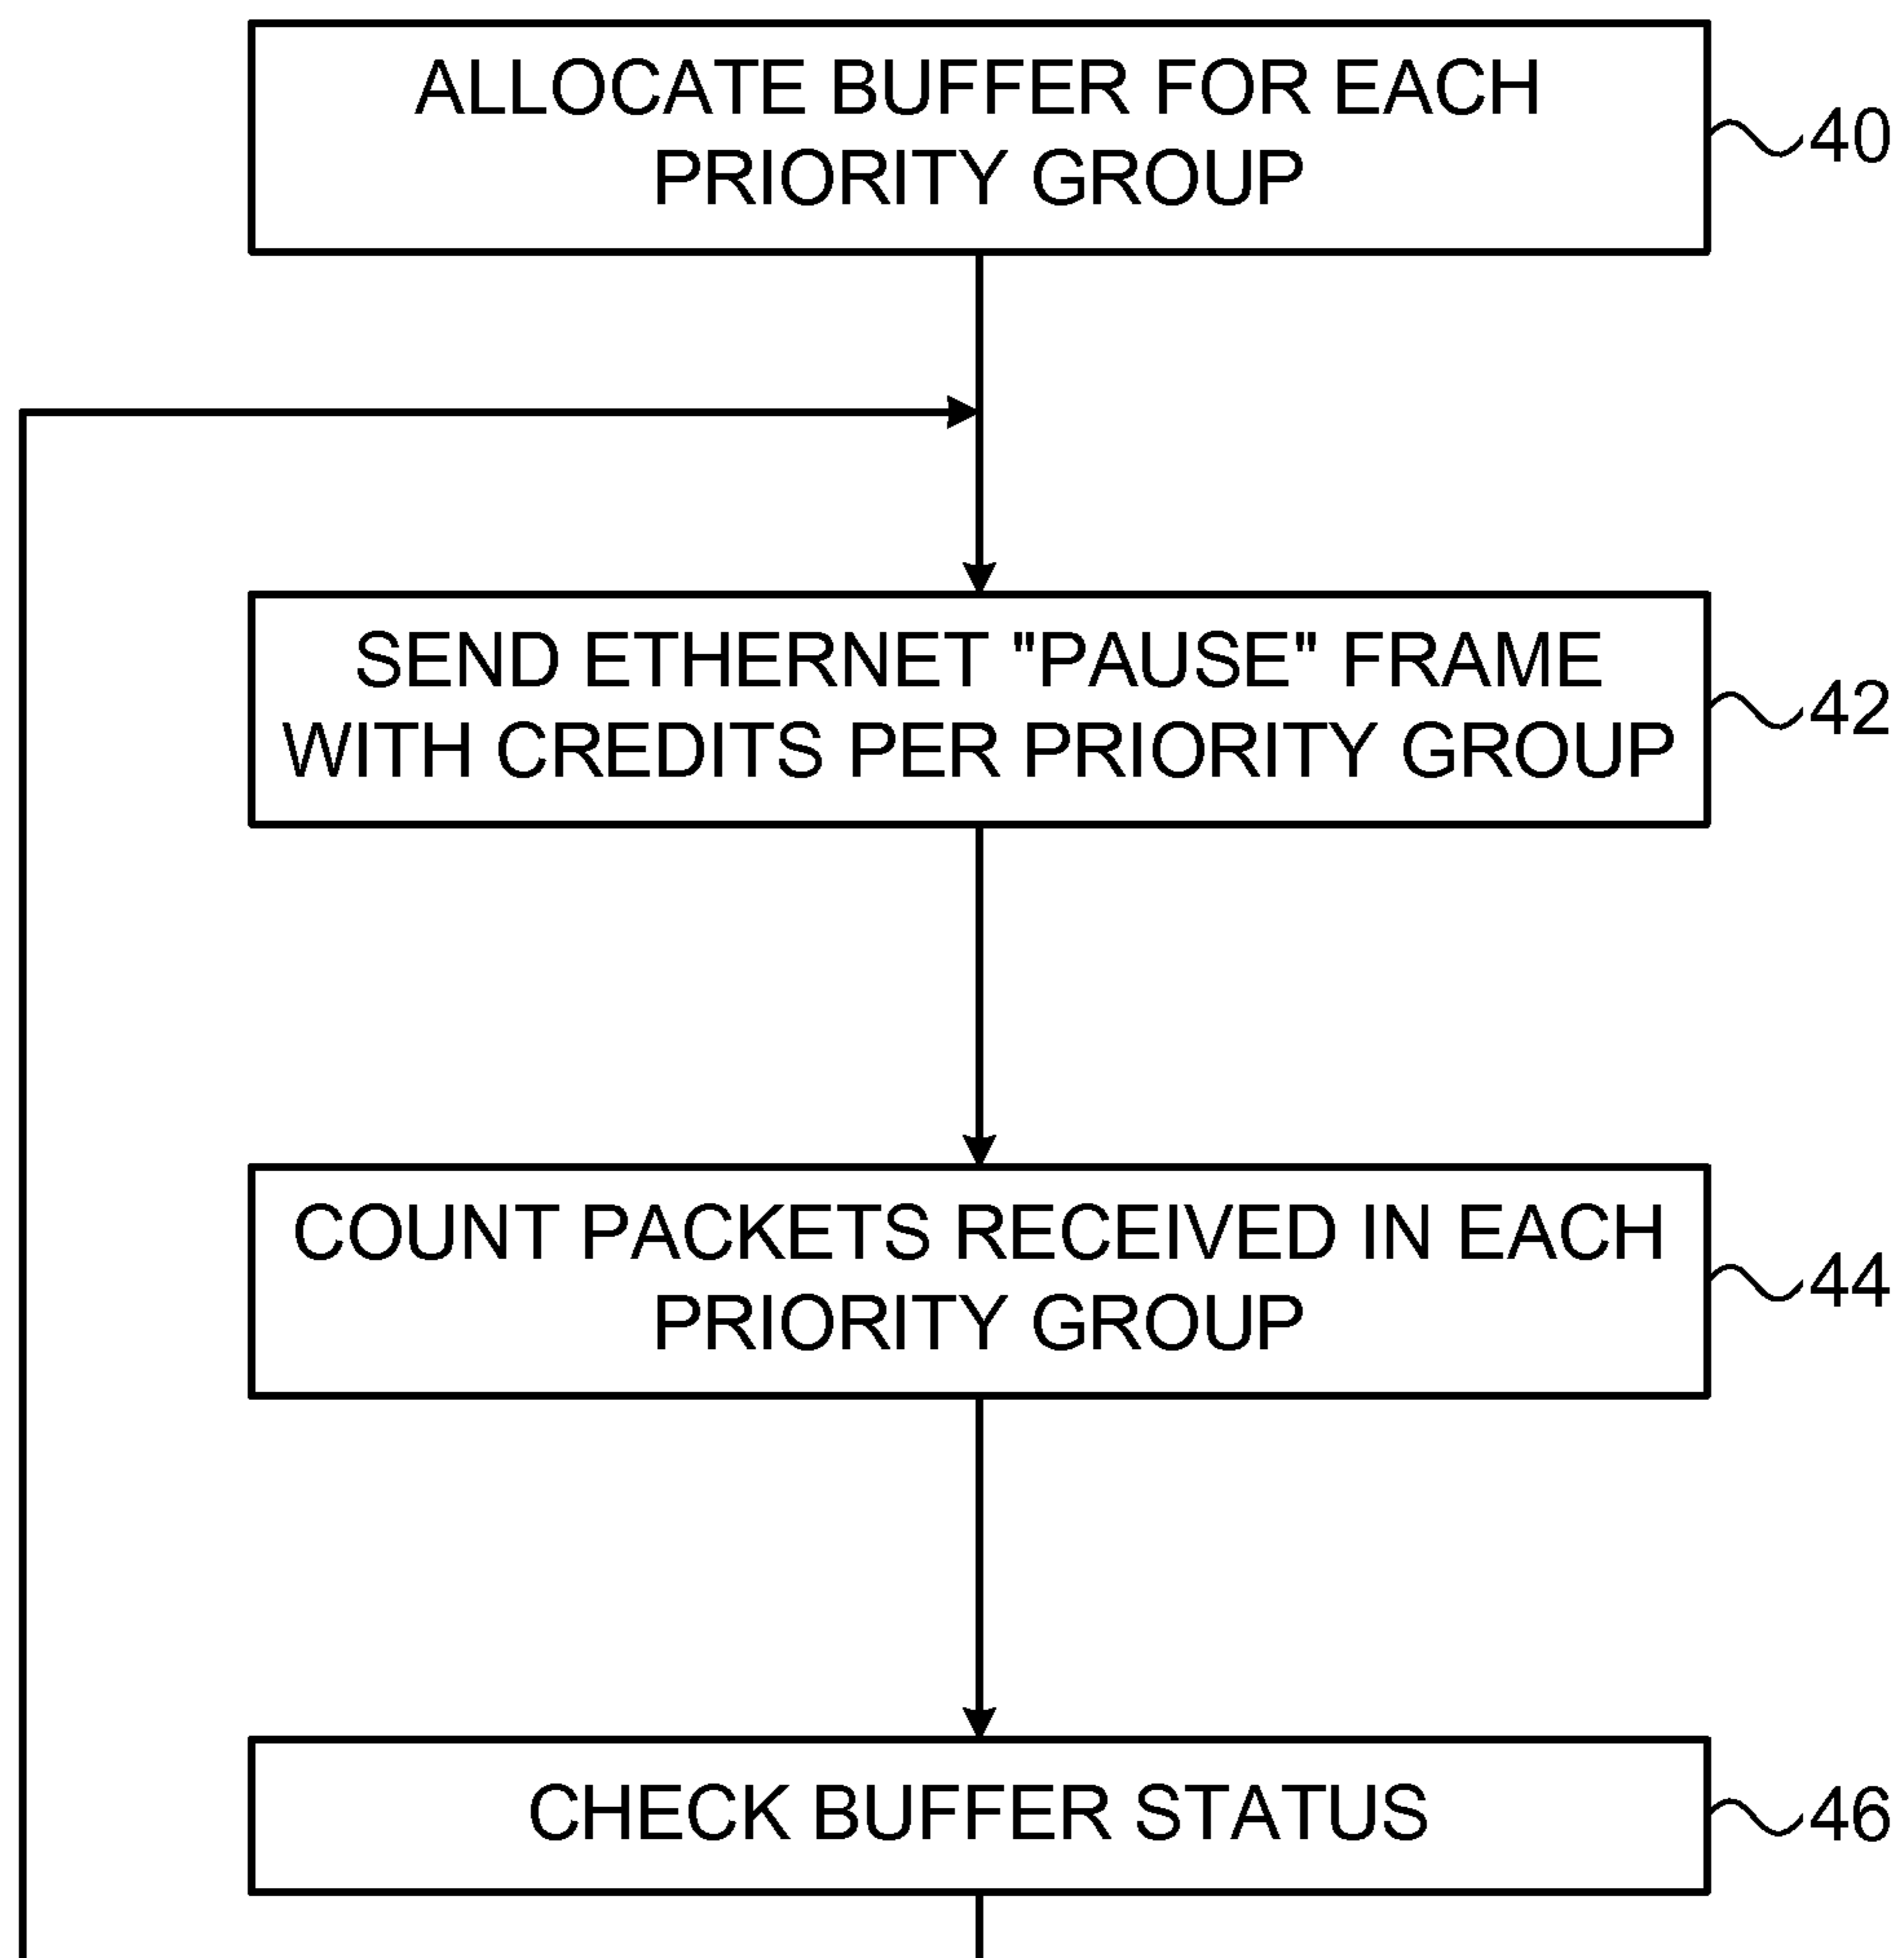 ALLOCATE BUFFER FOR EACH
PRIORITY GROUP
40
SEND ETHERNET "PAUSE" FRAME
WITH CREDITS PER PRIORITY GROUP
42
COUNT PACKETS RECEIVED IN EACH
PRIORITY GROUP
44
CHECK BUFFER STATUS
46